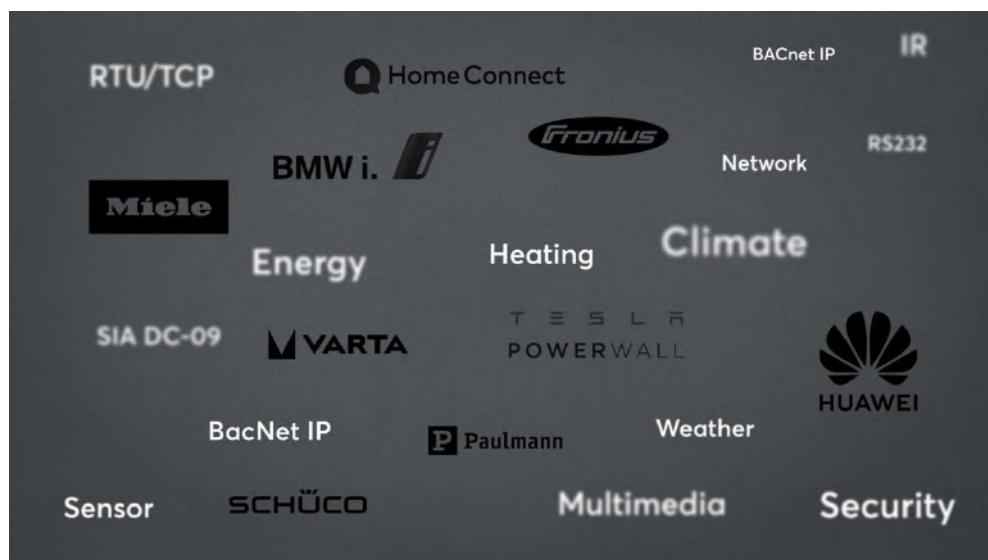 IR
BACnet IP
RTU/TCP
Home Connect
fronius
RS232
BMW i.
Network
Miele
Climate
Energy
Heating
SIA DC-09
VARTA
TESLA
POWERWALL
HUAWEI
BacNet IP
Paulmann
Weather
Sensor
SCHÜCO
Multimedia
Security